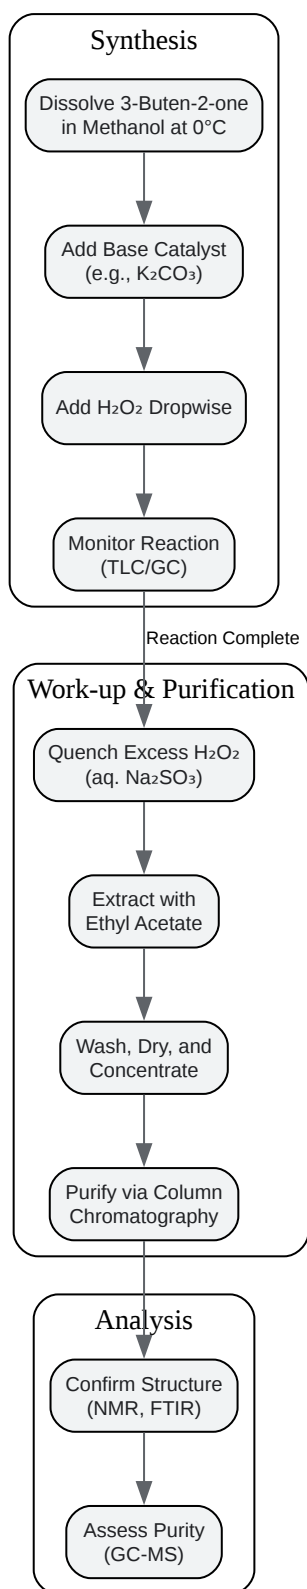 Synthesis
Dissolve 3-Buten-2-one
in Methanol at 0°C
Add Base Catalyst
(e.g., K₂CO₃)
Add H₂O₂ Dropwise
Monitor Reaction
(TLC/GC)
Reaction Complete
Work-up & Purification
Quench Excess H₂O₂
(aq. Na₂SO₃)
Extract with
Ethyl Acetate
Wash, Dry, and
Concentrate
Purify via Column
Chromatography
Analysis
Confirm Structure
(NMR, FTIR)
Assess Purity
(GC-MS)